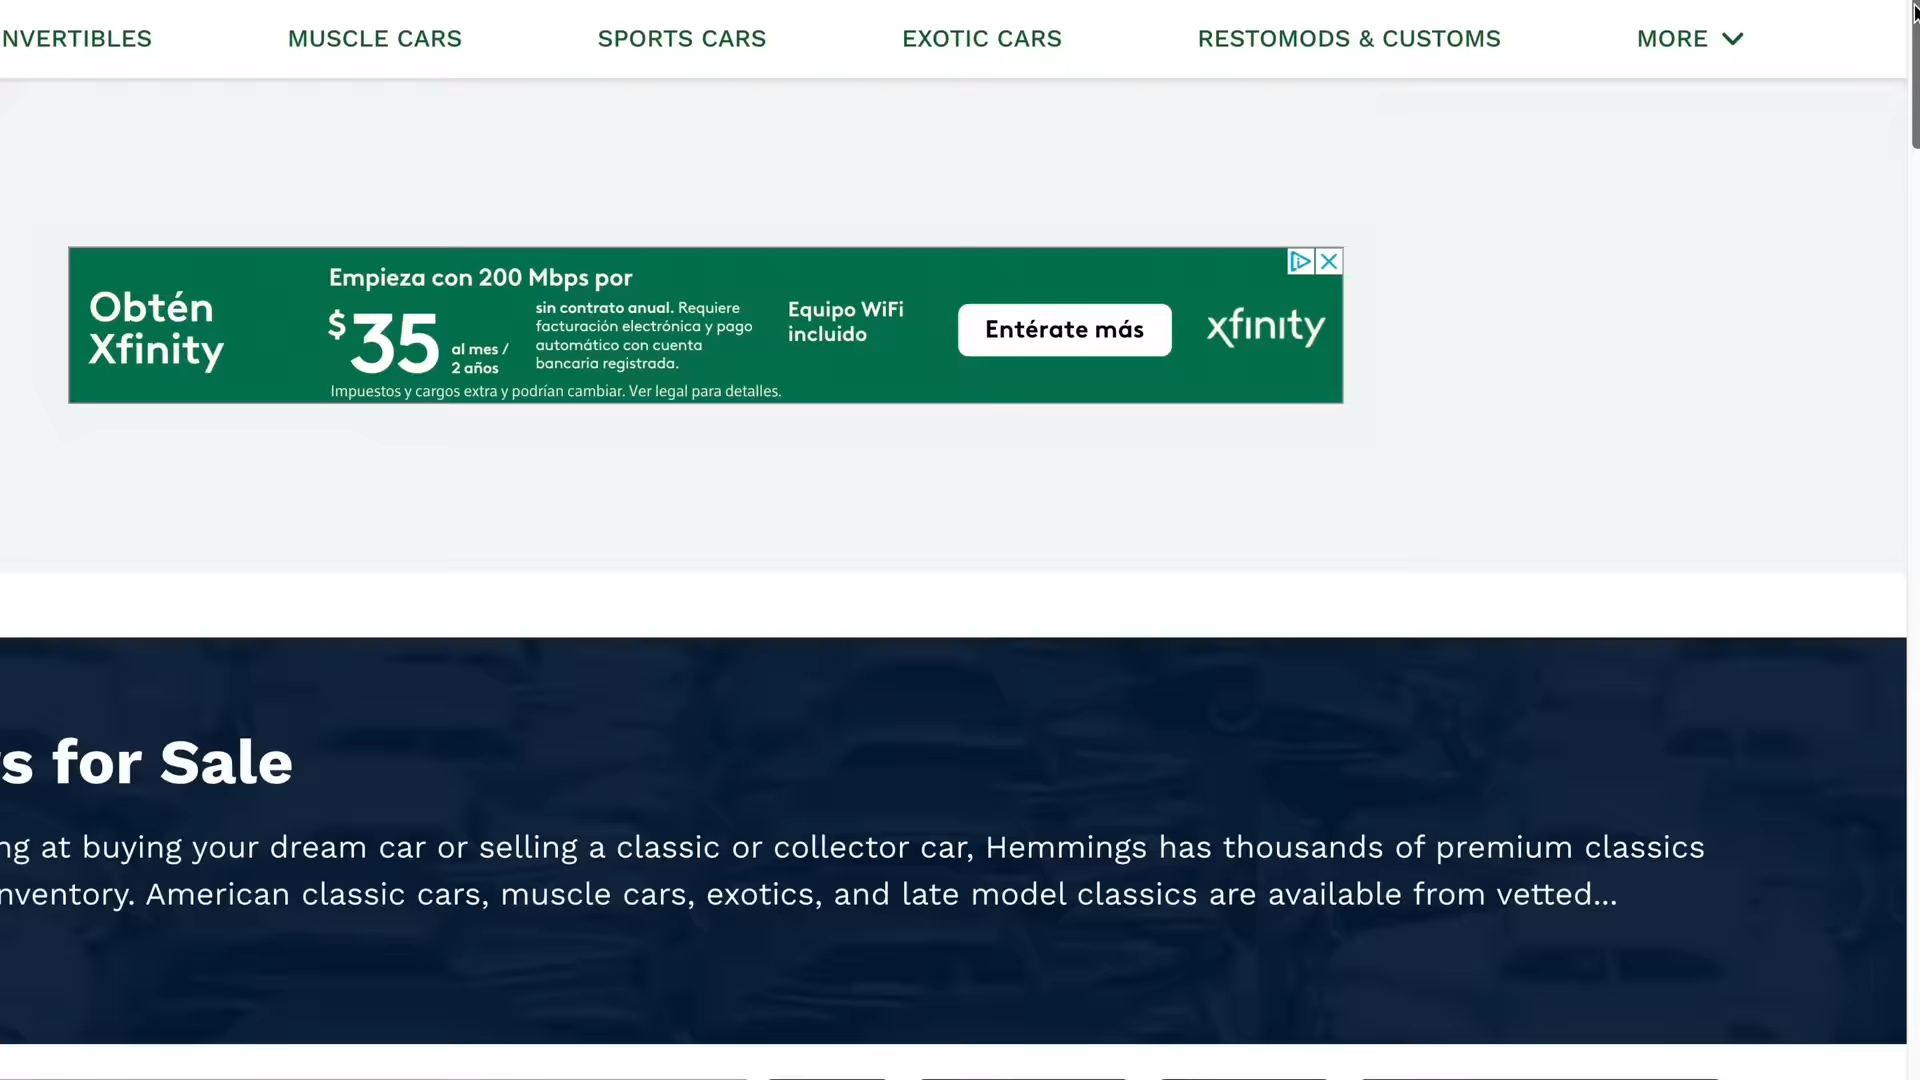 NVERTIBLES
MUSCLE CARS
SPORTS CARS
EXOTIC CARS
RESTOMODS & CUSTOMS
MORE
Obtén
Xfinity
Empieza con 200 Mbps por
$35
al mes /
2 años
sin contrato anual. Requiere
facturación electrónica y pago
automático con cuenta
bancaria registrada.
Impuestos y cargos extra y podrían cambiar. Ver legal para detalles.
Equipo WiFi
incluido
Entérate más
xfinity
s for Sale
ng at buying your dream car or selling a classic or collector car, Hemmings has thousands of premium classics
nventory. American classic cars, muscle cars, exotics, and late model classics are available from vetted...